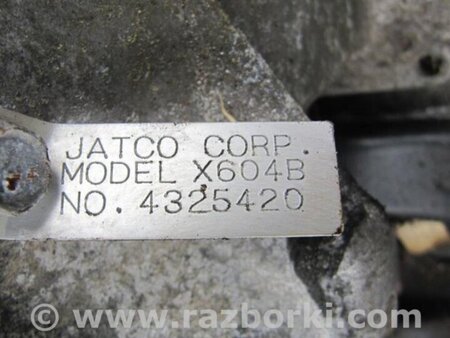 JATCO CORP.
MODEL X604B
NO. 4325420
© www.razborki.com